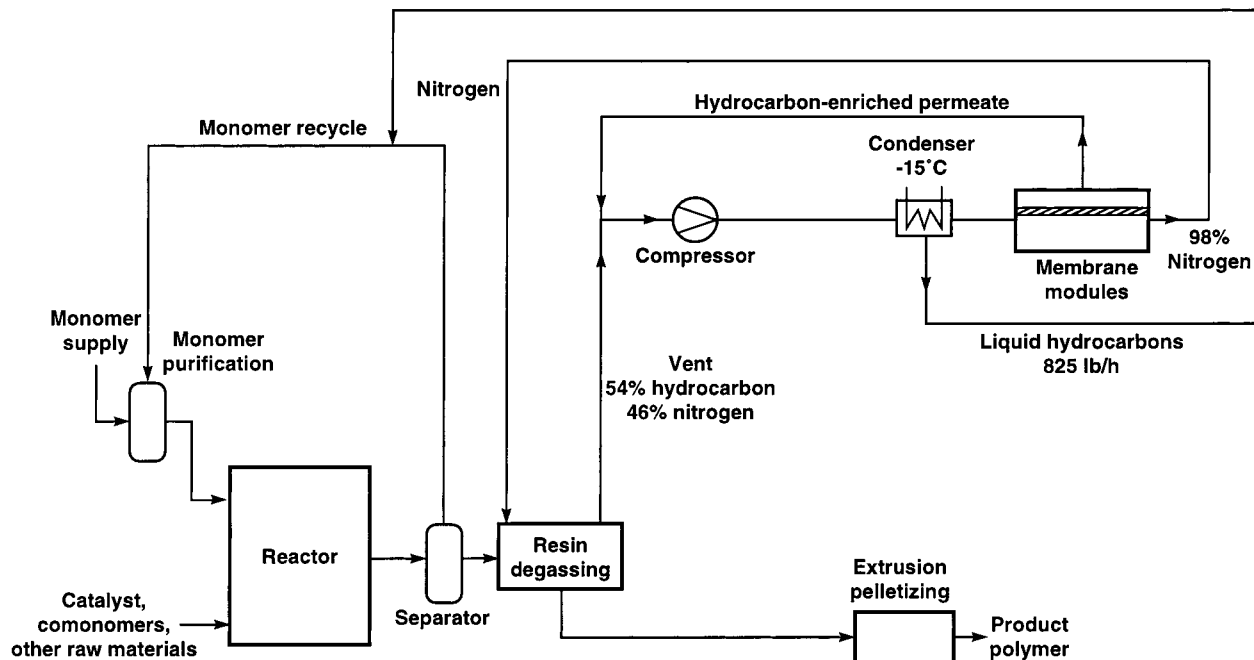 Nitrogen
Hydrocarbon-enriched permeate
Monomer recycle
Condenser
-15˚C
Compressor
Membrane
modules
98%
Nitrogen
Monomer
supply
Monomer
purification
Liquid hydrocarbons
825 lb/h
Vent
54% hydrocarbon
46% nitrogen
Reactor
Resin
degassing
Separator
Extrusion
pelletizing
Catalyst,
comonomers,
other raw materials
Product
polymer